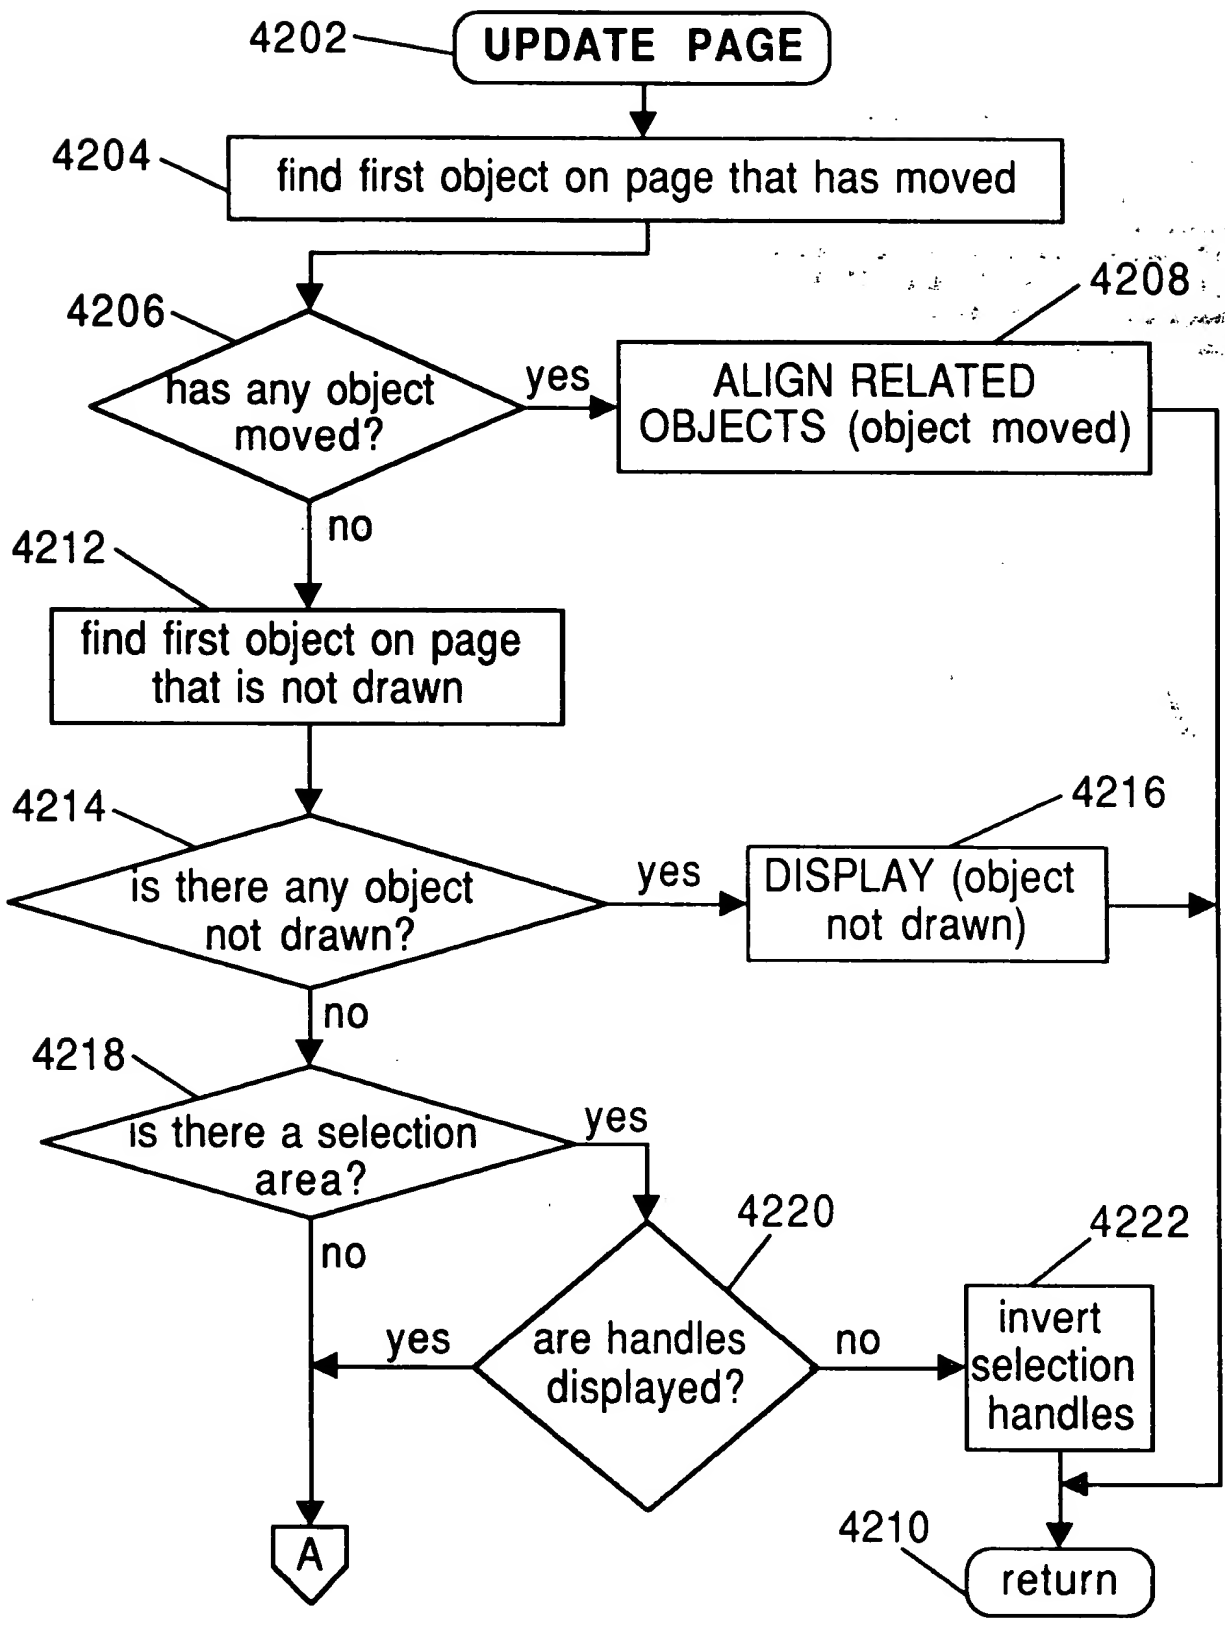 4202
UPDATE PAGE
4204
find first object on page that has moved
4206
4208
has any object
moved?
yes
ALIGN RELATED
OBJECTS (object moved)
no
4212
find first object on page
that is not drawn
4214
4216
is there any object
not drawn?
yes
DISPLAY (object
not drawn)
no
4218
is there a selection
area?
yes
4220
4222
no
yes
are handles
displayed?
no
invert
selection
handles
A
4210
return